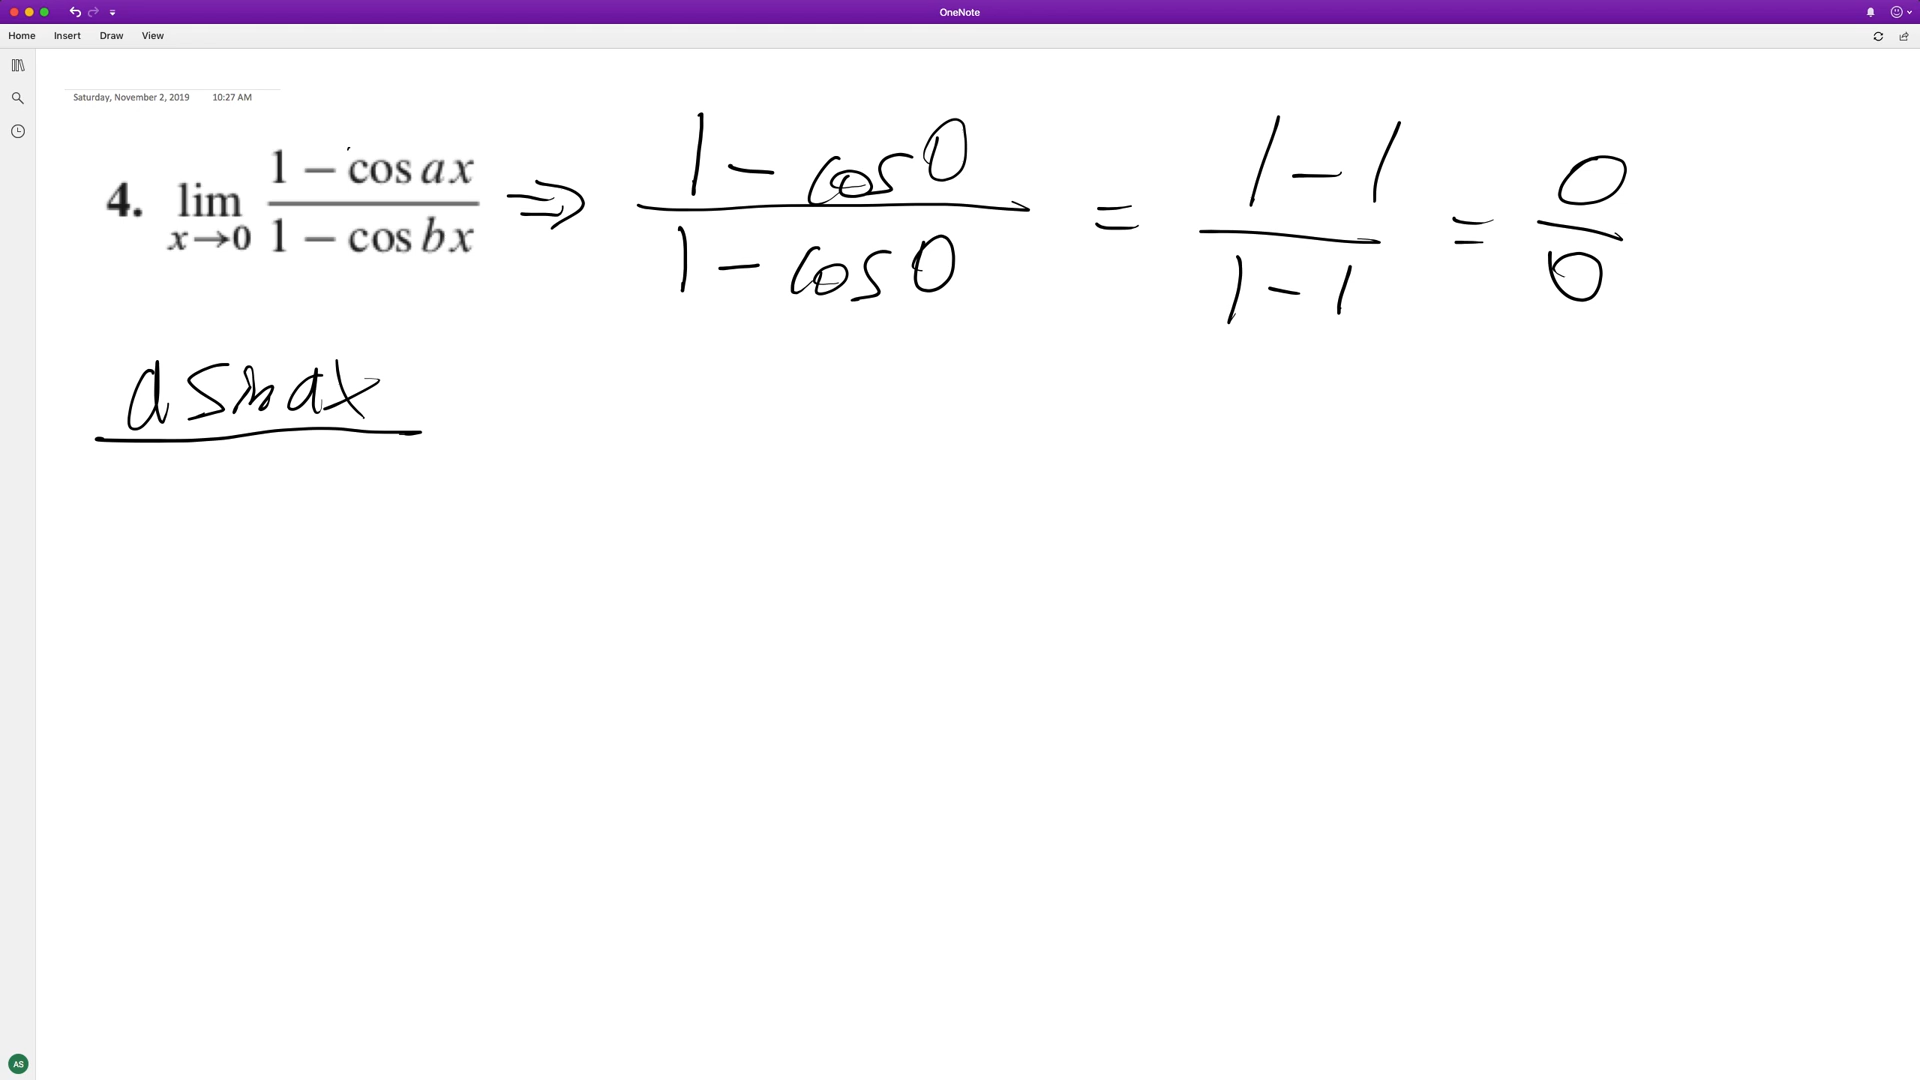 OneNote
Home Insert Draw View
Saturday, November 2, 2019 10:27 AM
4. lim x→0 (1 − cos ax)/(1 − cos bx) ⇒ (1 − cos 0)/(1 − cos 0) = (1 − 1)/(1 − 1) = 0/0
a sin ax
AS